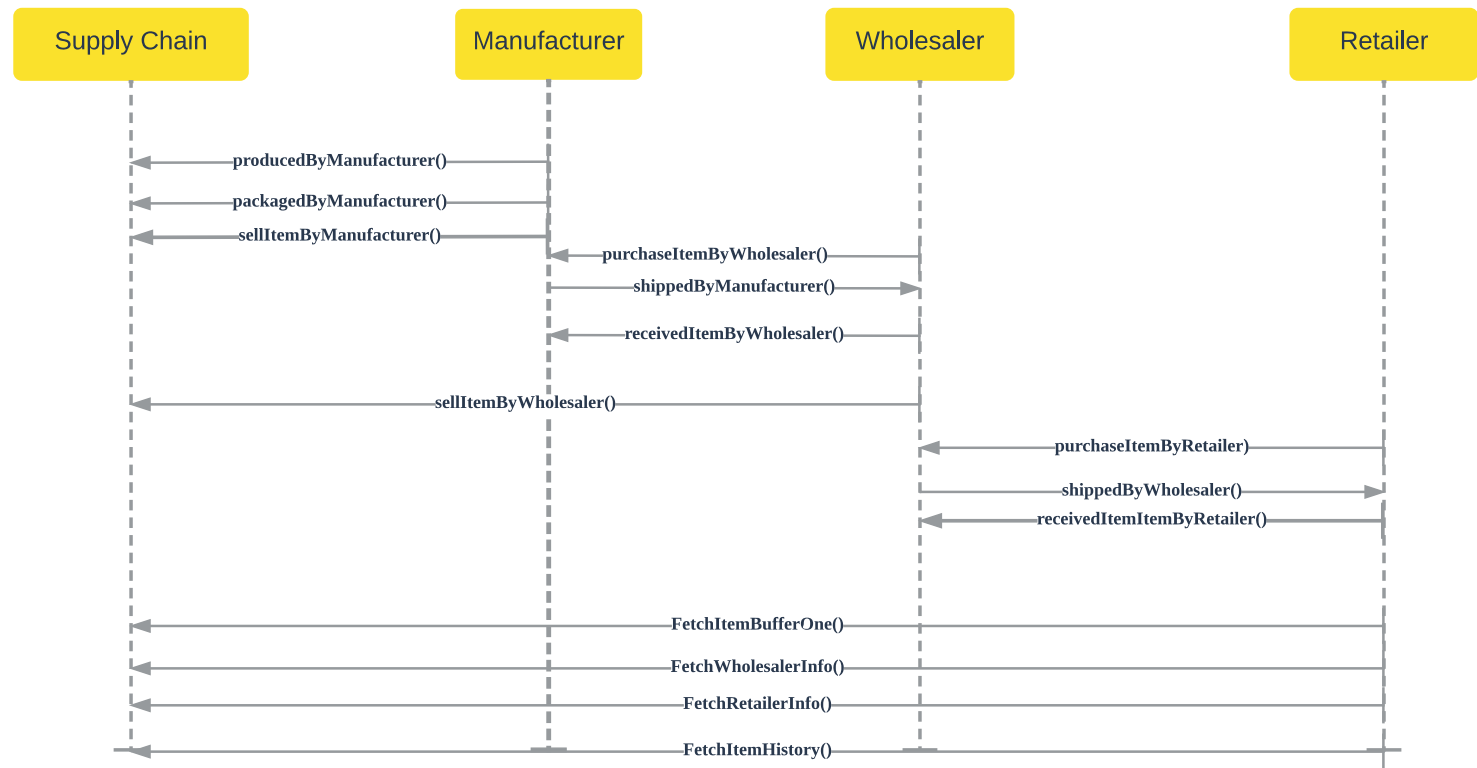 Supply Chain
Manufacturer
Wholesaler
Retailer
producedByManufacturer()
packagedByManufacturer()
sellItemByManufacturer()
purchaseItemByWholesaler()
shippedByManufacturer()
receivedItemByWholesaler()
sellItemByWholesaler()
purchaseItemByRetailer)
shippedByWholesaler()
receivedItemItemByRetailer()
FetchItemBufferOne()
FetchWholesalerInfo()
FetchRetailerInfo()
FetchItemHistory()